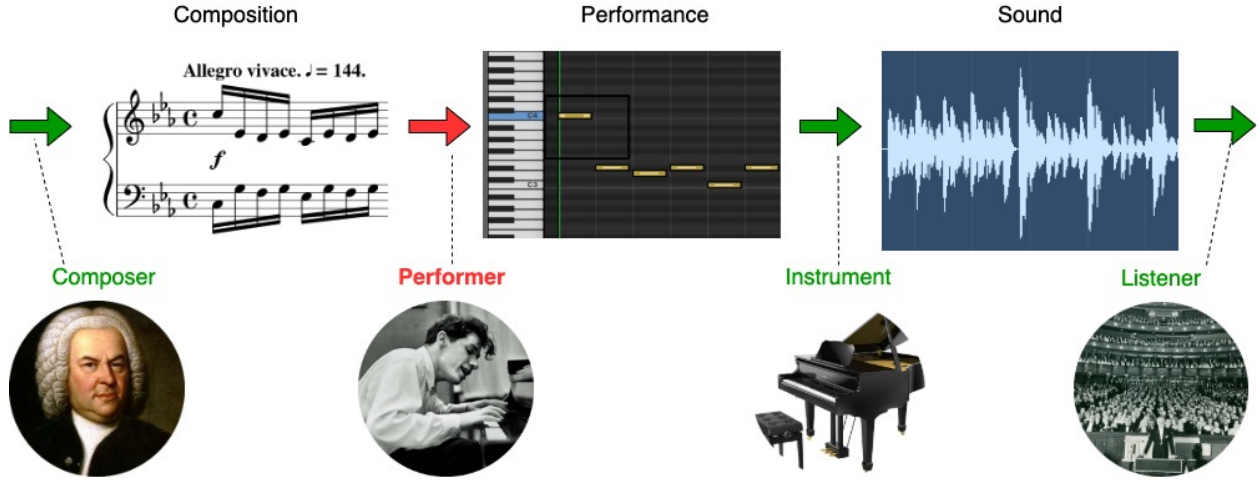 Composition
Performance
Sound
Allegro vivace. ♩= 144.
f
C4
C3
Composer
Performer
Instrument
Listener